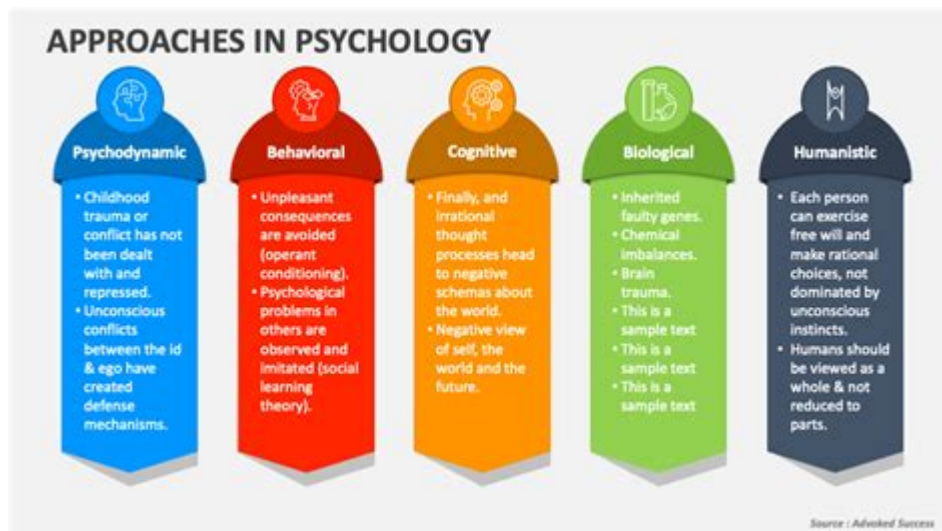 APPROACHES IN PSYCHOLOGY
Psychodynamic
• Childhood
trauma or
conflict has not
been dealt
with and
repressed.
• Unconscious
conflicts
between the id
& ego have
created
defense
mechanisms.
Behavioral
• Unpleasant
consequences
are avoided
(operant
conditioning).
• Psychological
problems in
others are
observed and
imitated (social
learning
theory).
Cognitive
• Finally, and
irrational
thought
processes head
to negative
schemas about
the world.
• Negative view
of self, the
world and the
future.
Biological
• Inherited
faulty genes.
• Chemical
imbalances.
• Brain
trauma.
• This is a
sample text
• This is a
sample text
• This is a
sample text
Humanistic
• Each person
can exercise
free will and
make rational
choices, not
dominated by
unconscious
instincts.
• Humans should
be viewed as a
whole & not
reduced to
parts.
Source : Advoked Success